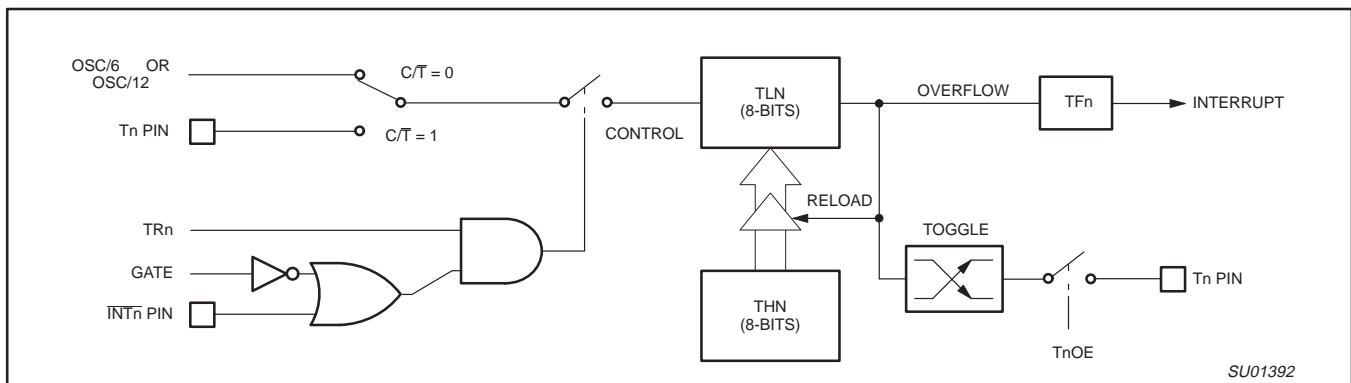 OSC/6 OR
OSC/12
C/T̅ = 0
Tn PIN
C/T̅ = 1
CONTROL
TLN
(8-BITS)
OVERFLOW
TFn
INTERRUPT
RELOAD
TRn
GATE
I̅N̅T̅n̅ PIN
THN
(8-BITS)
TOGGLE
Tn PIN
TnOE
SU01392